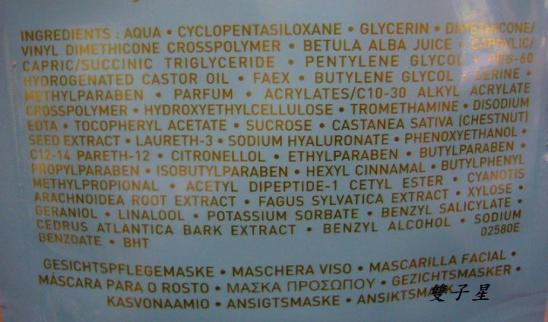 INGREDIENTS : AQUA • CYCLOPENTASILOXANE • GLYCERIN • DIMETHICONE/
VINYL DIMETHICONE CROSSPOLYMER • BETULA ALBA JUICE • CAPRYLIC/
CAPRIC/SUCCINIC TRIGLYCERIDE • PENTYLENE GLYCOL • PEG-60
HYDROGENATED CASTOR OIL • FAEX • BUTYLENE GLYCOL • SERINE •
METHYLPARABEN • PARFUM • ACRYLATES/C10-30 ALKYL ACRYLATE
CROSSPOLYMER • HYDROXYETHYLCELLULOSE • TROMETHAMINE • DISODIUM
EDTA • TOCOPHERYL ACETATE • SUCROSE • CASTANEA SATIVA (CHESTNUT)
SEED EXTRACT • LAURETH-3 • SODIUM HYALURONATE • PHENOXYETHANOL •
C12-14 PARETH-12 • CITRONELLOL • ETHYLPARABEN • BUTYLPARABEN •
PROPYLPARABEN • ISOBUTYLPARABEN • HEXYL CINNAMAL • BUTYLPHENYL
METHYLPROPIONAL • ACETYL DIPEPTIDE-1 CETYL ESTER • CYANOTIS
ARACHNOIDEA ROOT EXTRACT • FAGUS SYLVATICA EXTRACT • XYLOSE •
GERANIOL • LINALOOL • POTASSIUM SORBATE • BENZYL SALICYLATE •
CEDRUS ATLANTICA BARK EXTRACT • BENZYL ALCOHOL • SODIUM
BENZOATE • BHT 02580E
GESICHTSPFLEGEMASKE • MASCHERA VISO • MASCARILLA FACIAL •
MÁSCARA PARA O ROSTO • ΜΑΣΚΑ ΠΡΟΣΩΠΟΥ • GEZICHTSMASKER •
KASVONAAMIO • ANSIGTSMASKE •
雙子星